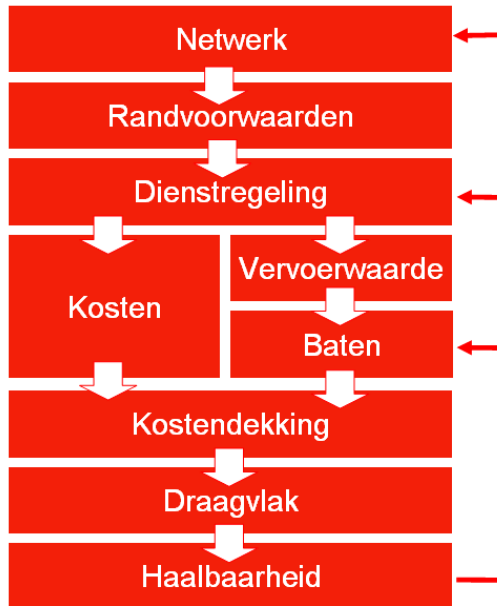 Netwerk
Randvoorwaarden
Dienstregeling
Kosten
Vervoerwaarde
Baten
Kostendekking
Draagvlak
Haalbaarheid